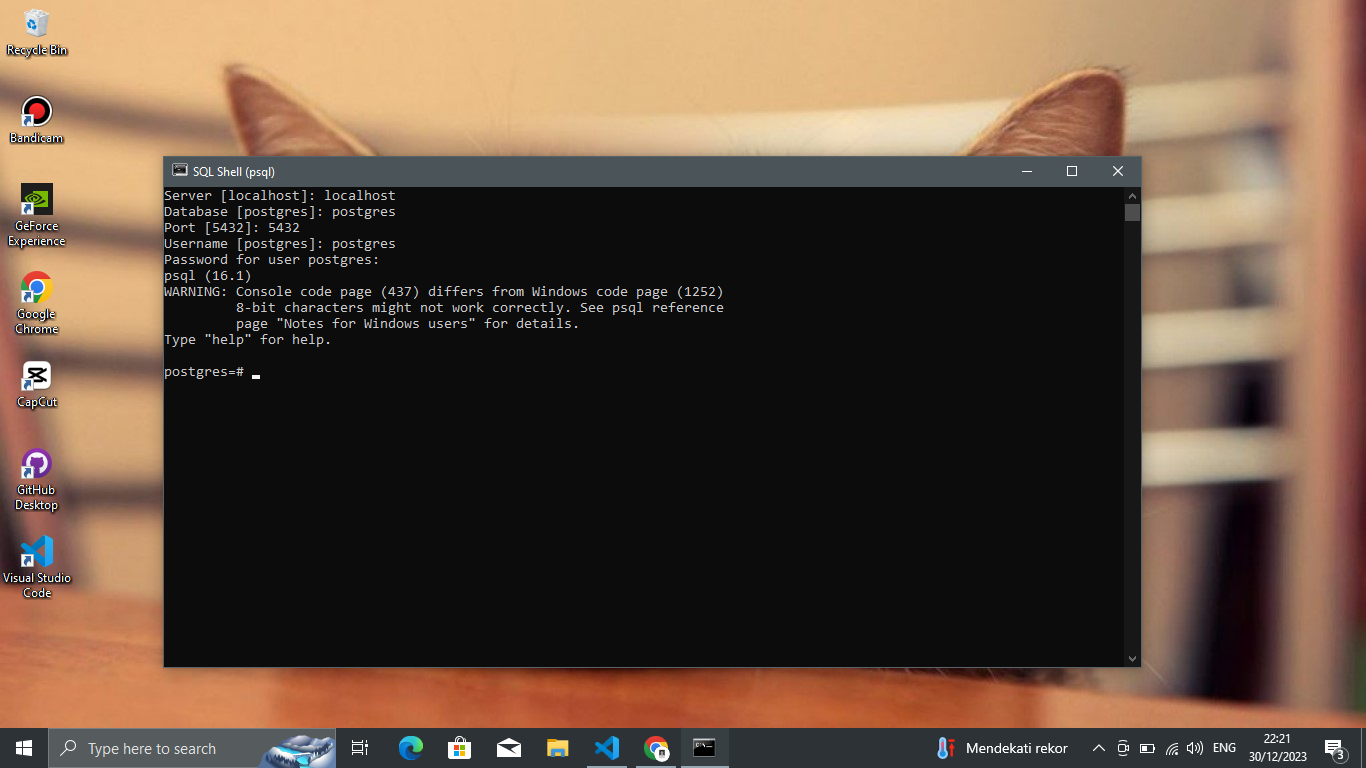 Recycle Bin
Bandicam
GeForce
Experience
Google
Chrome
CapCut
GitHub
Desktop
Visual Studio
Code
SQL Shell (psql)
Server [localhost]: localhost
Database [postgres]: postgres
Port [5432]: 5432
Username [postgres]: postgres
Password for user postgres:
psql (16.1)
WARNING: Console code page (437) differs from Windows code page (1252)
8-bit characters might not work correctly. See psql reference
page "Notes for Windows users" for details.
Type "help" for help.
postgres=#
Type here to search
Mendekati rekor
ENG
22:21
30/12/2023
3